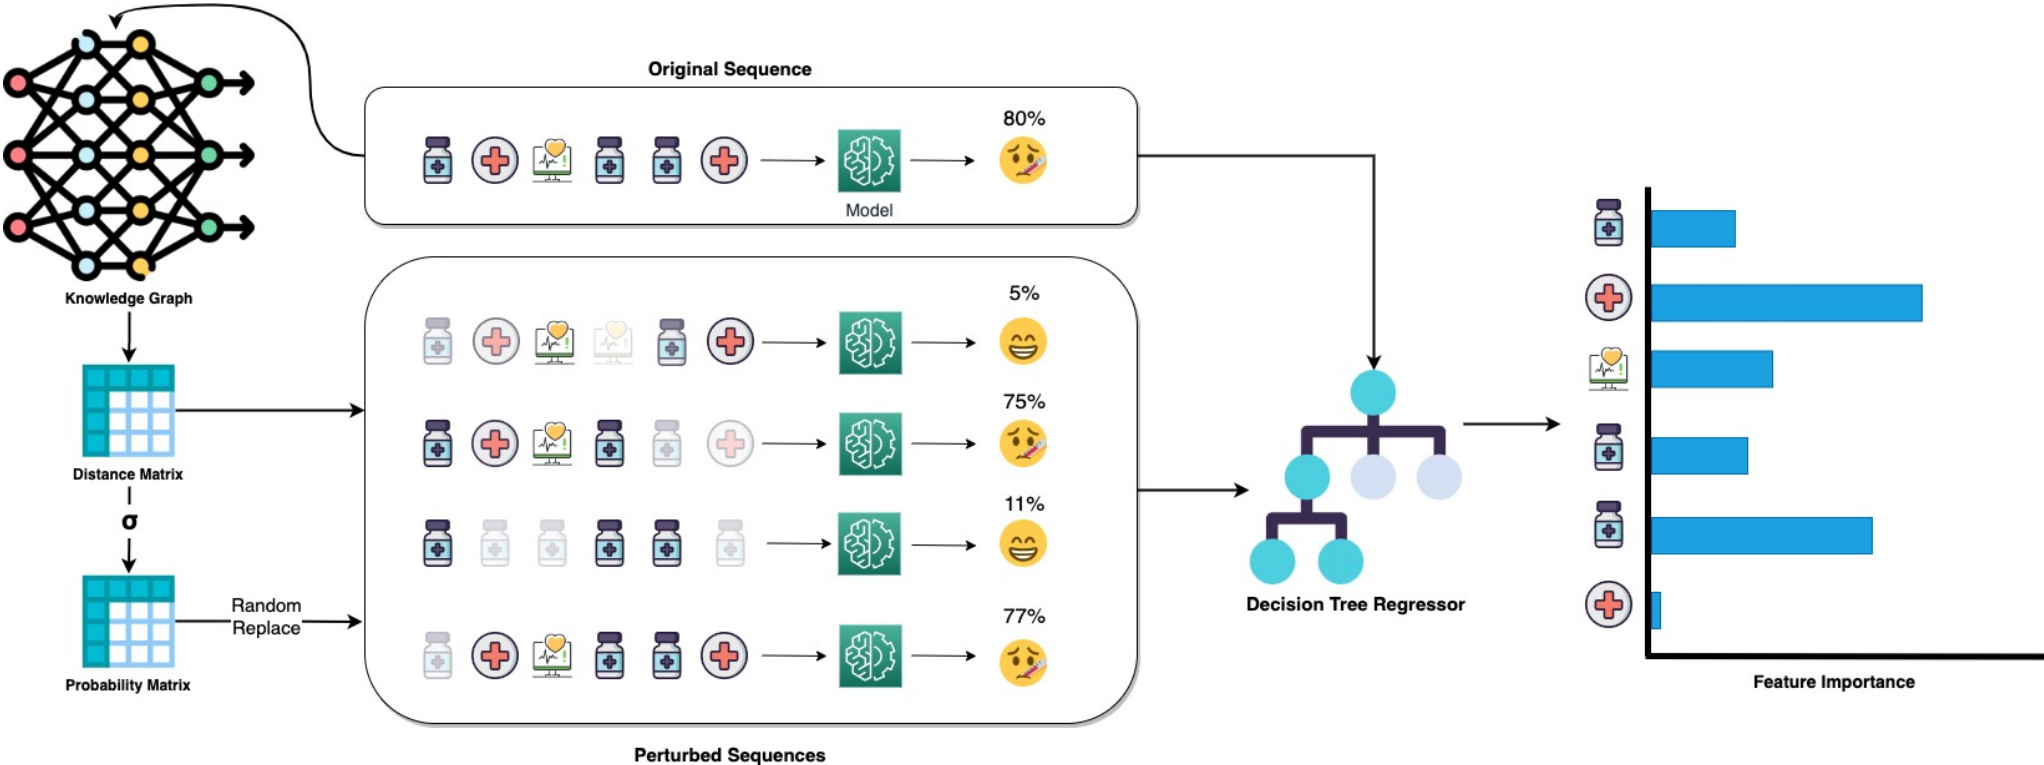 Original Sequence
80%
Model
Knowledge Graph
5%
75%
Distance Matrix
σ
11%
Random
Replace
77%
Decision Tree Regressor
Probability Matrix
Feature Importance
Perturbed Sequences